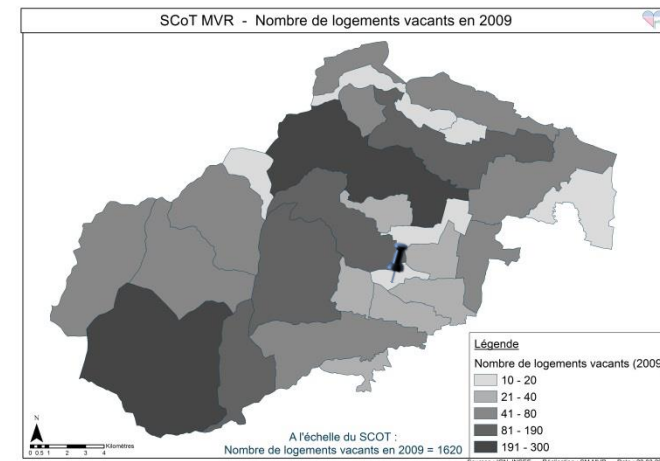 SCoT MVR - Nombre de logements vacants en 2009
Légende
Nombre de logements vacants (2009
10 - 20
21 - 40
41 - 80
81 - 190
191 - 300
N
Kilomètres
0 0.5 1 2 3 4
A l'échelle du SCOT :
Nombre de logements vacants en 2009 = 1620